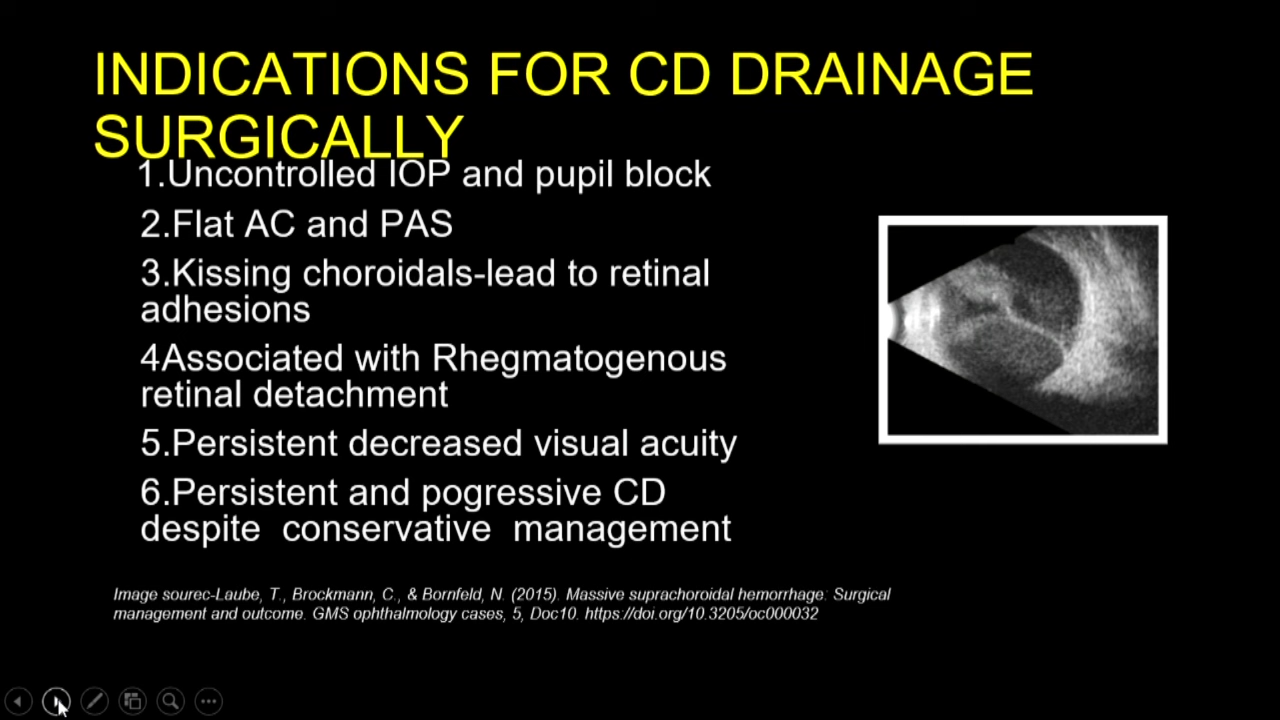 INDICATIONS FOR CD DRAINAGE
SURGICALLY
1.Uncontrolled IOP and pupil block
2.Flat AC and PAS
3.Kissing choroidals-lead to retinal
adhesions
4Associated with Rhegmatogenous
retinal detachment
5.Persistent decreased visual acuity
6.Persistent and pogressive CD
despite conservative management
Image sourec-Laube, T., Brockmann, C., & Bornfeld, N. (2015). Massive suprachoroidal hemorrhage: Surgical
management and outcome. GMS ophthalmology cases, 5, Doc10. https://doi.org/10.3205/oc000032